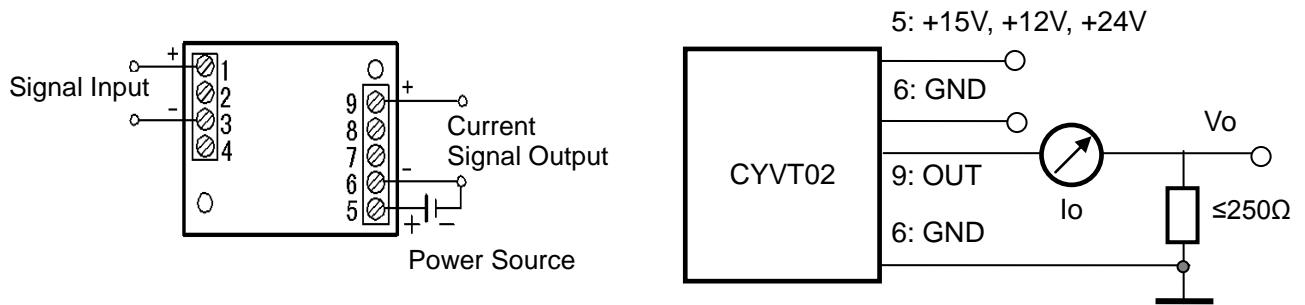 Signal Input
+
-
1
2
3
4
9
8
7
6
5
+
-
+
−
Current
Signal Output
Power Source
CYVT02
5: +15V, +12V, +24V
6: GND
9: OUT
6: GND
Io
Vo
≤250Ω